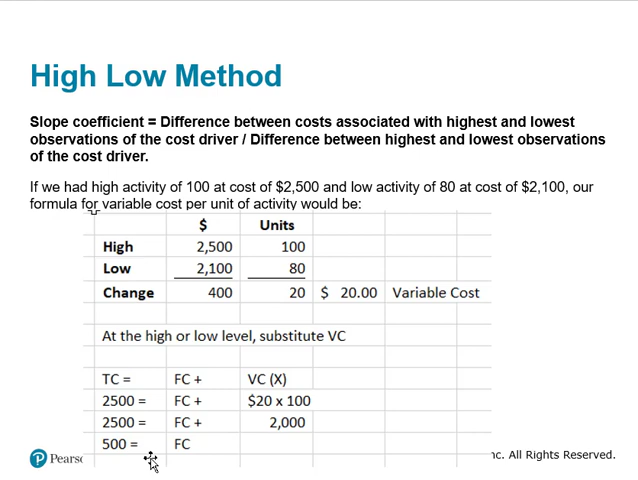 High Low Method
Slope coefficient = Difference between costs associated with highest and lowest
observations of the cost driver / Difference between highest and lowest observations
of the cost driver.
If we had high activity of 100 at cost of $2,500 and low activity of 80 at cost of $2,100, our
formula for variable cost per unit of activity would be:
$ Units
High 2,500 100
Low 2,100 80
Change 400 20 $ 20.00 Variable Cost
At the high or low level, substitute VC
TC = FC + VC (X)
2500 = FC + $20 x 100
2500 = FC + 2,000
500 = FC
All Rights Reserved.